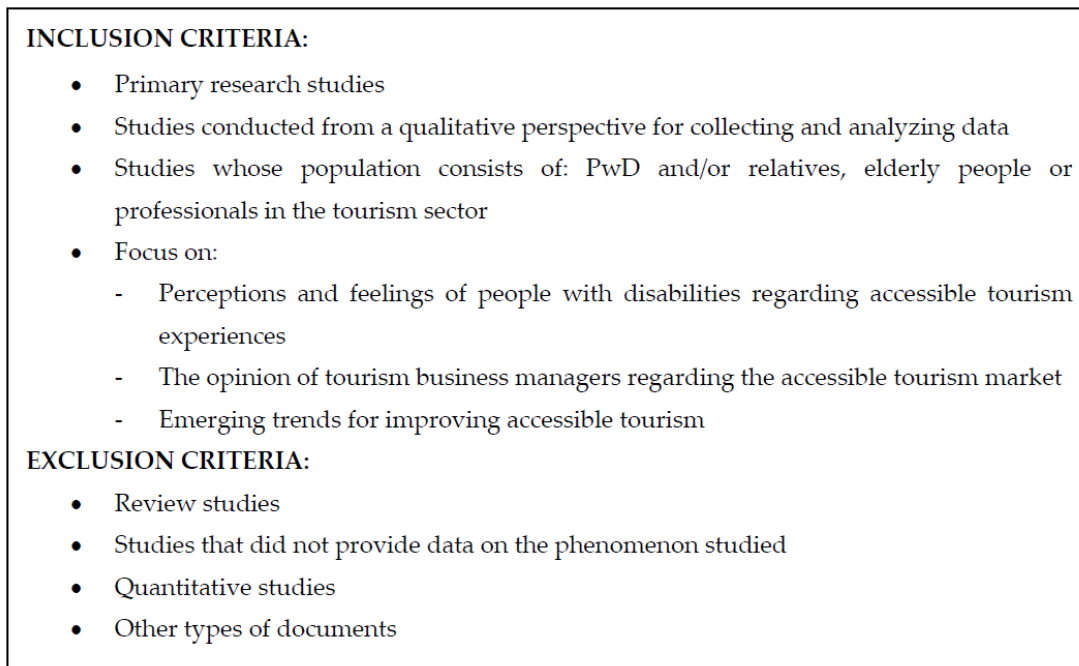 INCLUSION CRITERIA:
• Primary research studies
• Studies conducted from a qualitative perspective for collecting and analyzing data
• Studies whose population consists of: PwD and/or relatives, elderly people or
professionals in the tourism sector
• Focus on:
- Perceptions and feelings of people with disabilities regarding accessible tourism
experiences
- The opinion of tourism business managers regarding the accessible tourism market
- Emerging trends for improving accessible tourism
EXCLUSION CRITERIA:
• Review studies
• Studies that did not provide data on the phenomenon studied
• Quantitative studies
• Other types of documents